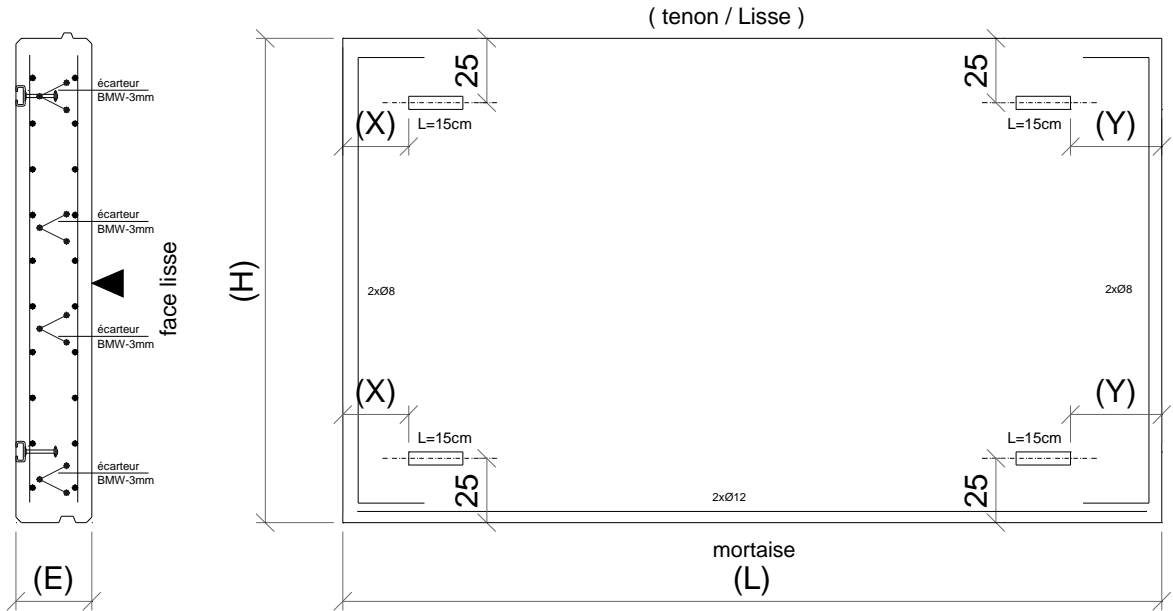 ( tenon / Lisse )
écarteur
BMW-3mm
25
25
(X)
L=15cm
L=15cm
(Y)
écarteur
BMW-3mm
face lisse
(H)
2xØ8
2xØ8
écarteur
BMW-3mm
(X)
(Y)
L=15cm
L=15cm
écarteur
BMW-3mm
25
25
2xØ12
mortaise
(E)
(L)